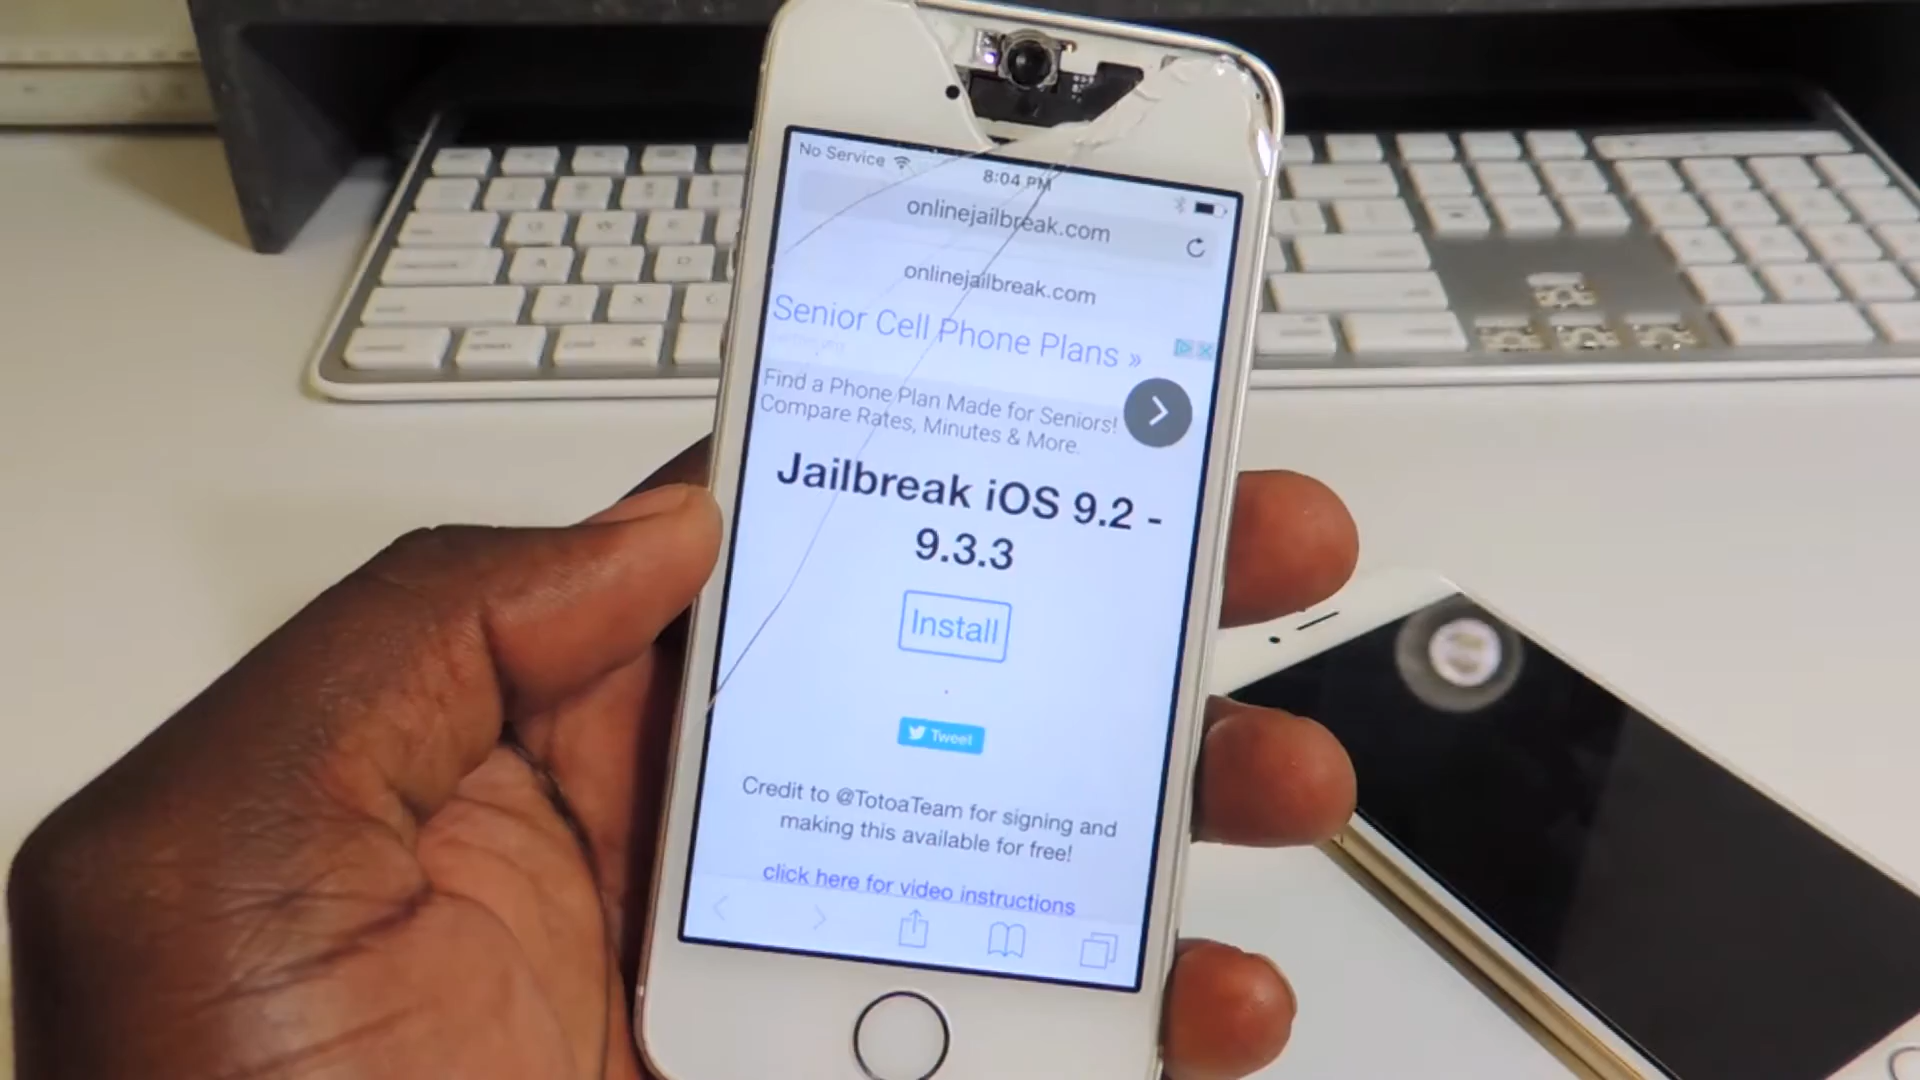 No Service
8:04 PM
onlinejailbreak.com
onlinejailbreak.com
Senior Cell Phone Plans »
Find a Phone Plan Made for Seniors!
Compare Rates, Minutes & More.
Jailbreak iOS 9.2 -
9.3.3
Install
Tweet
Credit to @TotoaTeam for signing and
making this available for free!
click here for video instructions